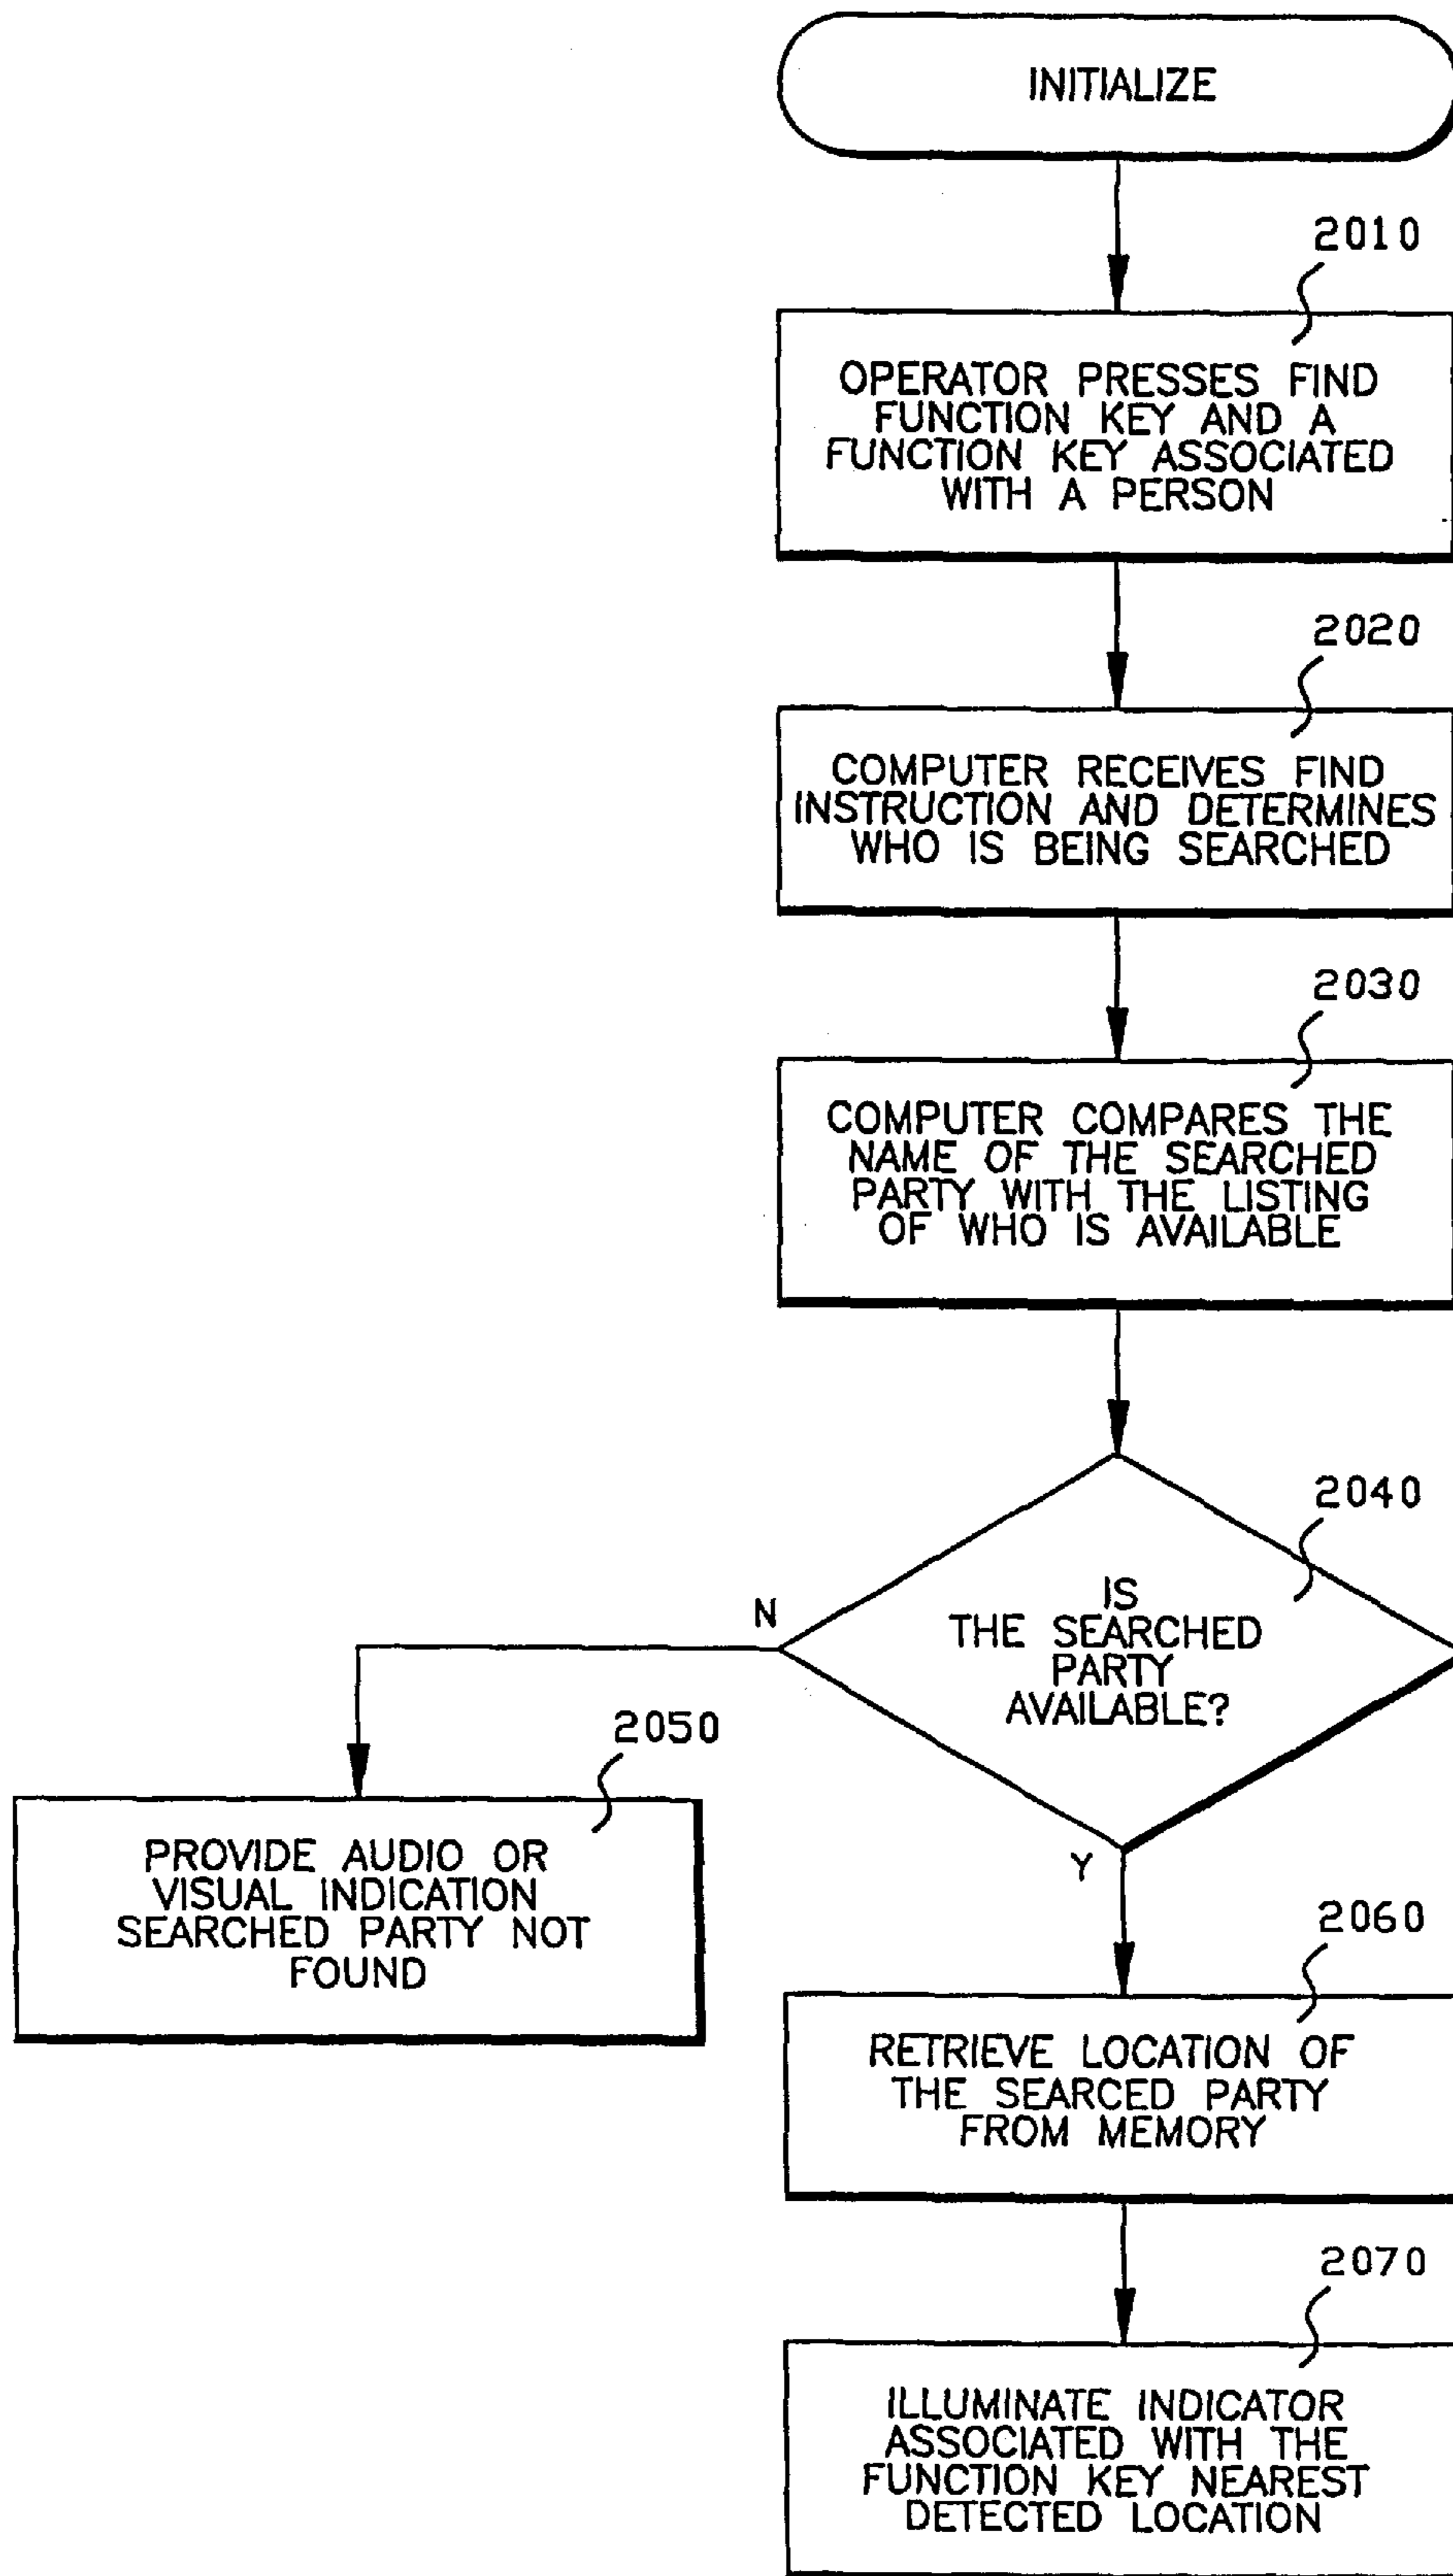 INITIALIZE
2010
OPERATOR PRESSES FIND
FUNCTION KEY AND A
FUNCTION KEY ASSOCIATED
WITH A PERSON
2020
COMPUTER RECEIVES FIND
INSTRUCTION AND DETERMINES
WHO IS BEING SEARCHED
2030
COMPUTER COMPARES THE
NAME OF THE SEARCHED
PARTY WITH THE LISTING
OF WHO IS AVAILABLE
2040
IS
THE SEARCHED
PARTY
AVAILABLE?
N
2050
PROVIDE AUDIO OR
VISUAL INDICATION
SEARCHED PARTY NOT
FOUND
Y
2060
RETRIEVE LOCATION OF
THE SEARCED PARTY
FROM MEMORY
2070
ILLUMINATE INDICATOR
ASSOCIATED WITH THE
FUNCTION KEY NEAREST
DETECTED LOCATION